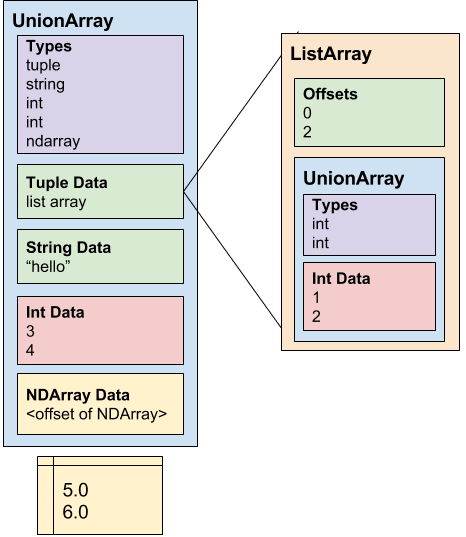 UnionArray
Types
tuple
string
int
int
ndarray
Tuple Data
list array
String Data
“hello”
Int Data
3
4
NDArray Data
<offset of NDArray>
5.0
6.0
ListArray
Offsets
0
2
UnionArray
Types
int
int
Int Data
1
2